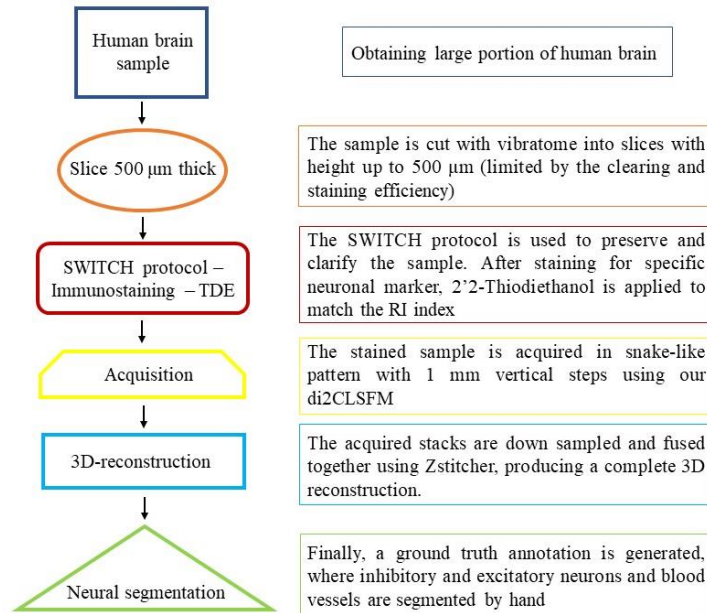 Human brain
sample
Obtaining large portion of human brain
Slice 500 μm thick
The sample is cut with vibratome into slices with
height up to 500 μm (limited by the clearing and
staining efficiency)
SWITCH protocol –
Immunostaining – TDE
The SWITCH protocol is used to preserve and
clarify the sample. After staining for specific
neuronal marker, 2’2-Thiodiethanol is applied to
match the RI index
Acquisition
The stained sample is acquired in snake-like
pattern with 1 mm vertical steps using our
di2CLSFM
3D-reconstruction
The acquired stacks are down sampled and fused
together using Zstitcher, producing a complete 3D
reconstruction.
Neural segmentation
Finally, a ground truth annotation is generated,
where inhibitory and excitatory neurons and blood
vessels are segmented by hand